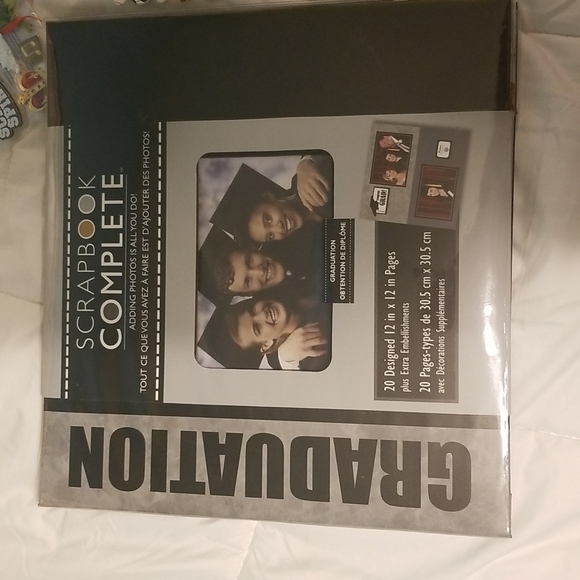 SCRAPBOOK
COMPLETE™
ADDING PHOTOS IS ALL YOU DO!
TOUT CE QUE VOUS AVEZ À FAIRE EST D'AJOUTER DES PHOTOS!
GRADUATION
OBTENTION DE DIPLÔME
20 Designed 12 in x 12 in Pages
plus Extra Embellishments
20 Pages-types de 30.5 cm x 30.5 cm
avec Décorations Supplémentaires
GRADUATION